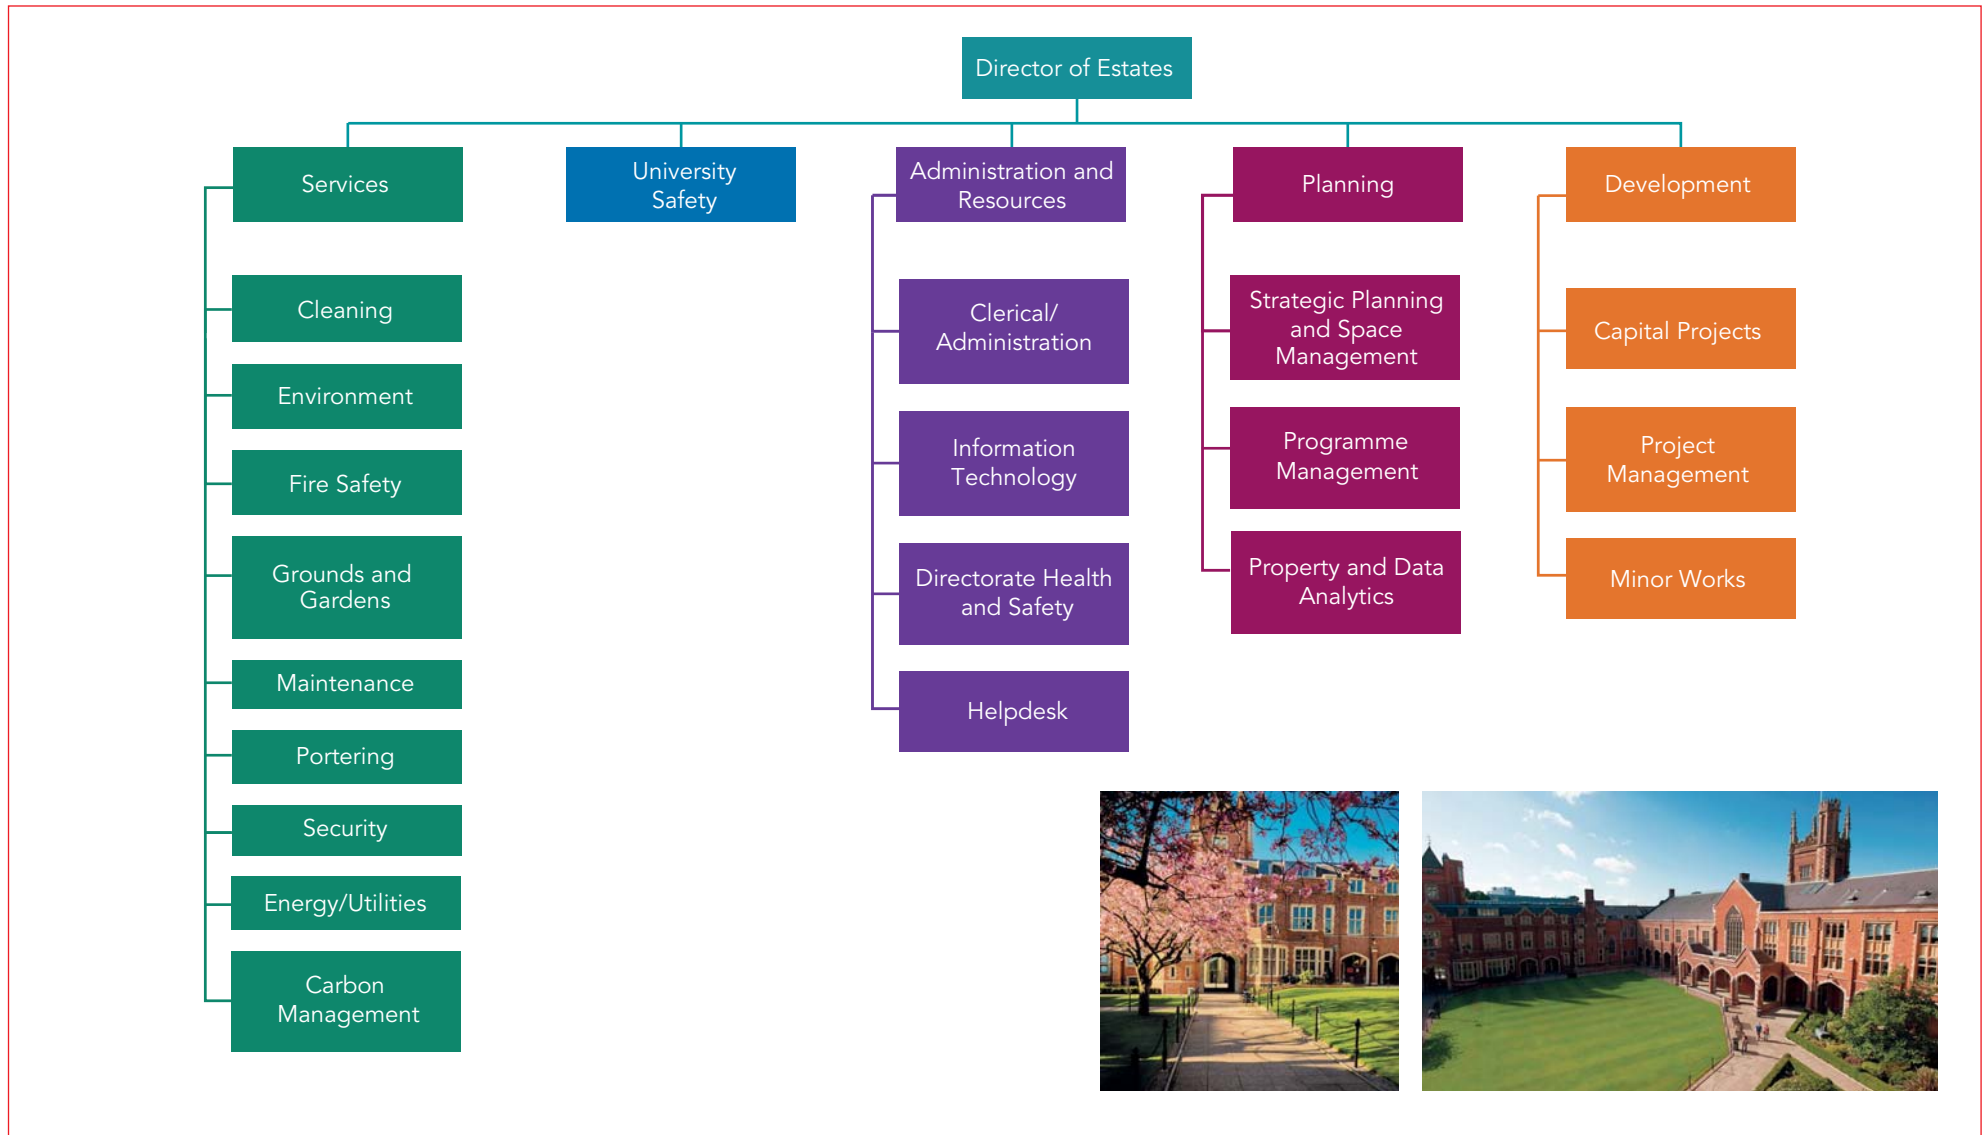 Director of Estates
Services
Cleaning
Environment
Fire Safety
Grounds and
Gardens
Maintenance
Portering
Security
Energy/Utilities
Carbon
Management
University
Safety
Administration and
Resources
Clerical/
Administration
Information
Technology
Directorate Health
and Safety
Helpdesk
Planning
Strategic Planning
and Space
Management
Programme
Management
Property and Data
Analytics
Development
Capital Projects
Project
Management
Minor Works